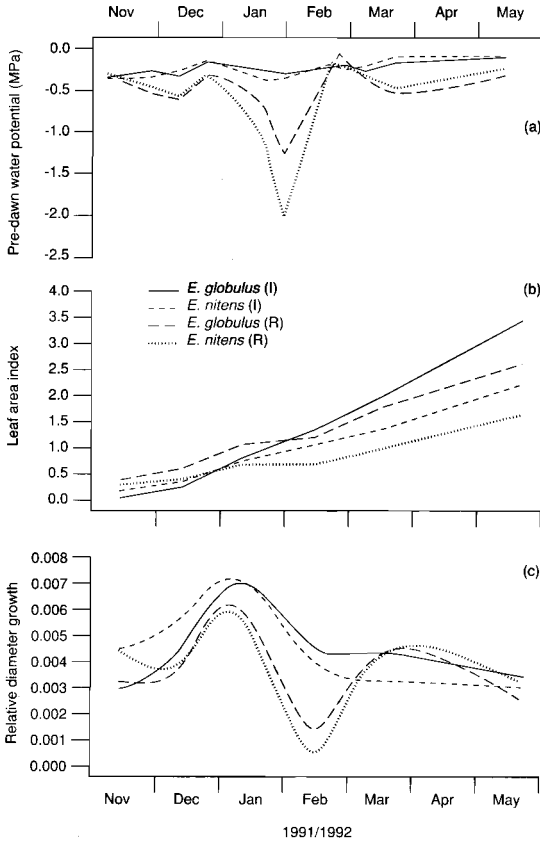 Nov Dec Jan Feb Mar Apr May
Pre-dawn water potential (MPa)
0.0
-0.5
-1.0
-1.5
-2.0
-2.5
(a)
Leaf area index
4.0
3.5
3.0
2.5
2.0
1.5
1.0
0.5
0.0
E. globulus (I)
E. nitens (I)
E. globulus (R)
E. nitens (R)
(b)
Relative diameter growth
0.008
0.007
0.006
0.005
0.004
0.003
0.002
0.001
0.000
(c)
Nov Dec Jan Feb Mar Apr May
1991/1992